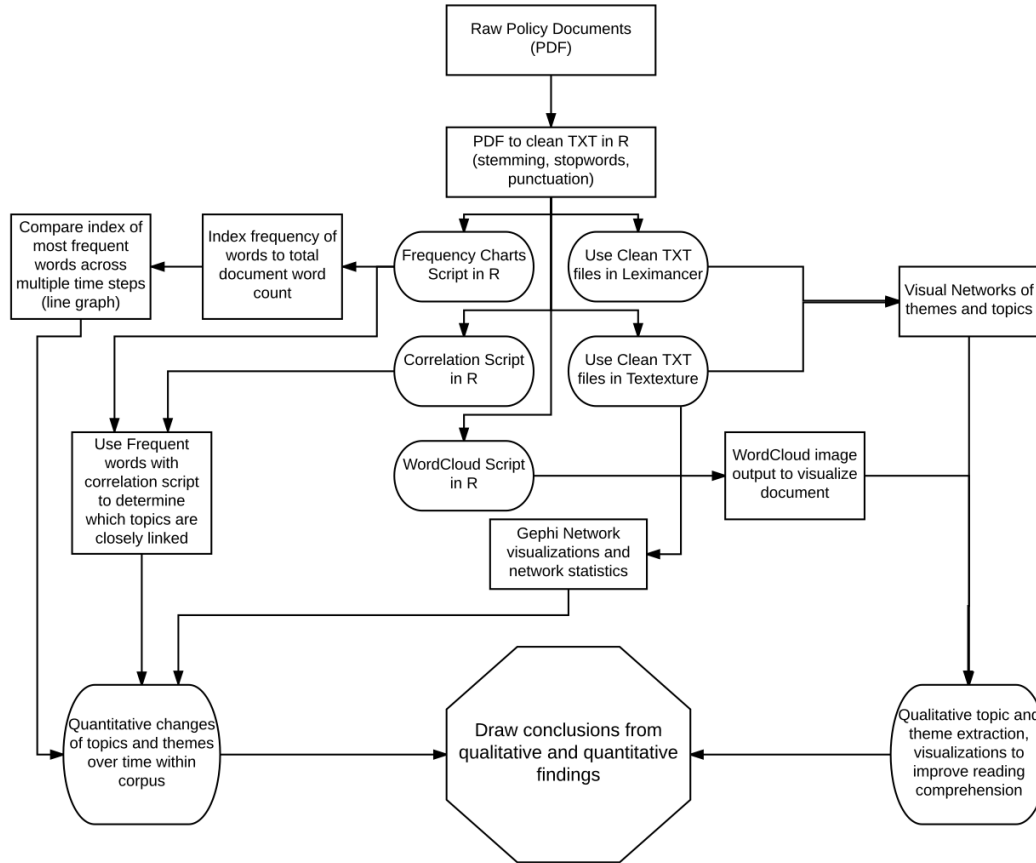 Raw Policy Documents
(PDF)
PDF to clean TXT in R
(stemming, stopwords,
punctuation)
Compare index of
most frequent
words across
multiple time steps
(line graph)
Index frequency of
words to total
document word
count
Frequency Charts
Script in R
Use Clean TXT
files in Leximancer
Visual Networks of
themes and topics
Correlation Script
in R
Use Clean TXT
files in Textexture
Use Frequent
words with
correlation script
to determine
which topics are
closely linked
WordCloud Script
in R
WordCloud image
output to visualize
document
Gephi Network
visualizations and
network statistics
Quantitative changes
of topics and themes
over time within
corpus
Draw conclusions from
qualitative and quantitative
findings
Qualitative topic and
theme extraction,
visualizations to
improve reading
comprehension